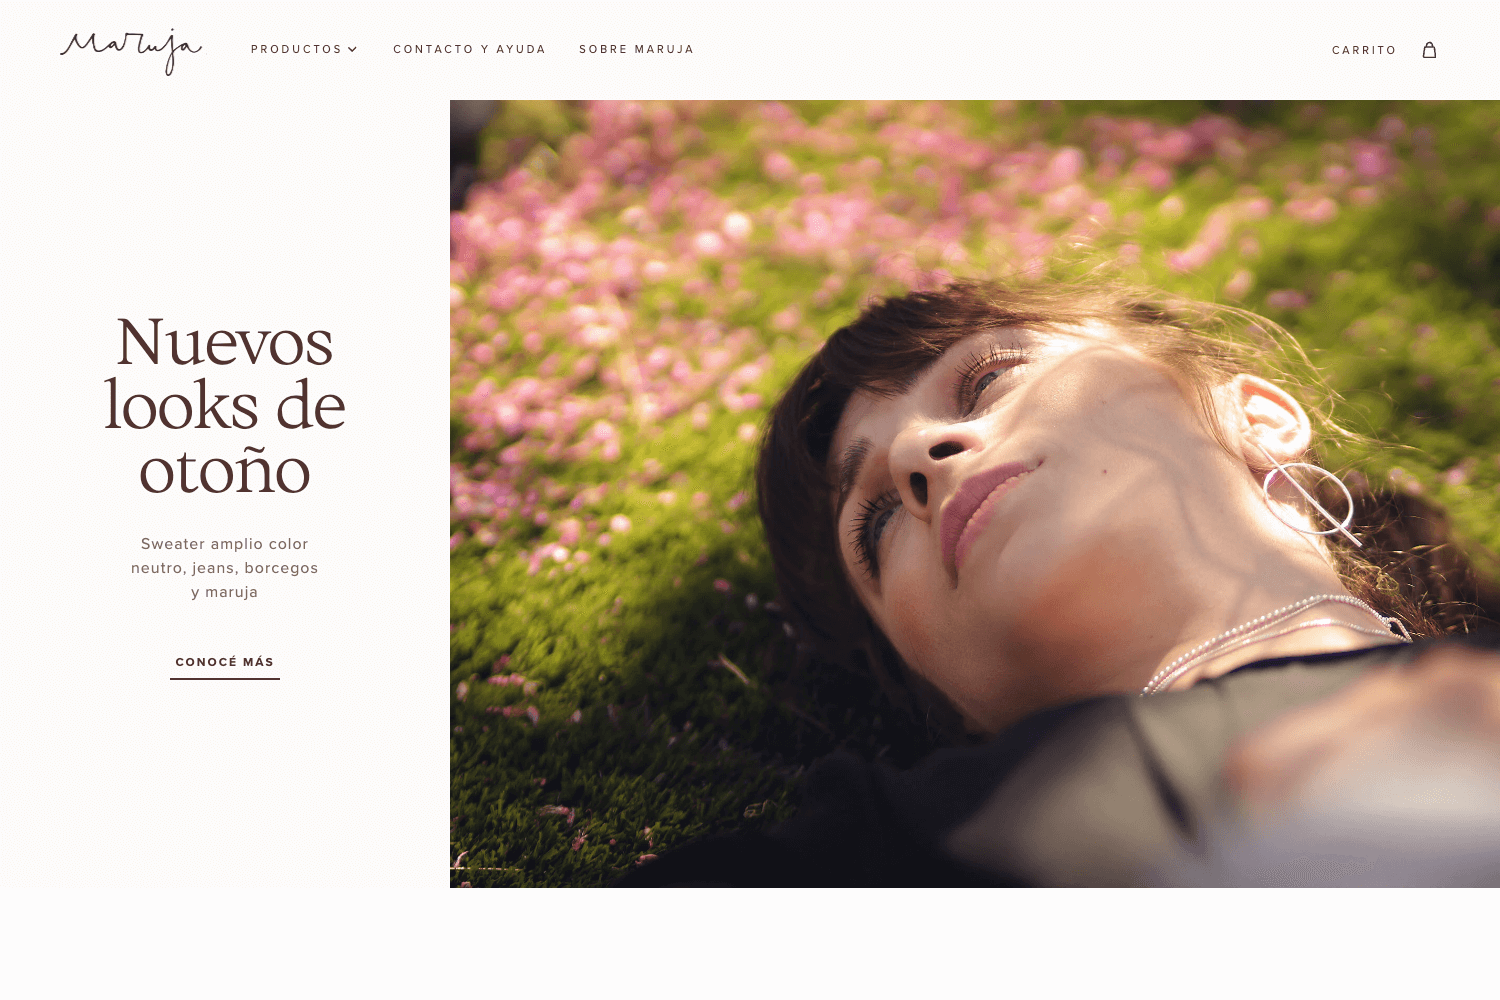 Maruja
PRODUCTOS
CONTACTO Y AYUDA
SOBRE MARUJA
CARRITO
Nuevos
looks de
otoño
Sweater amplio color
neutro, jeans, borcegos
y maruja
CONOCÉ MÁS